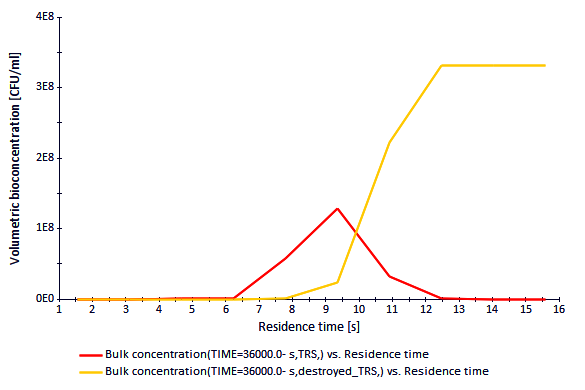 4E8
3E8
2E8
1E8
0E0
Volumetric bioconcentration [CFU/ml]
1 2 3 4 5 6 7 8 9 10 11 12 13 14 15 16
Residence time [s]
Bulk concentration(TIME=36000.0- s,TRS,) vs. Residence time
Bulk concentration(TIME=36000.0- s,destroyed_TRS,) vs. Residence time